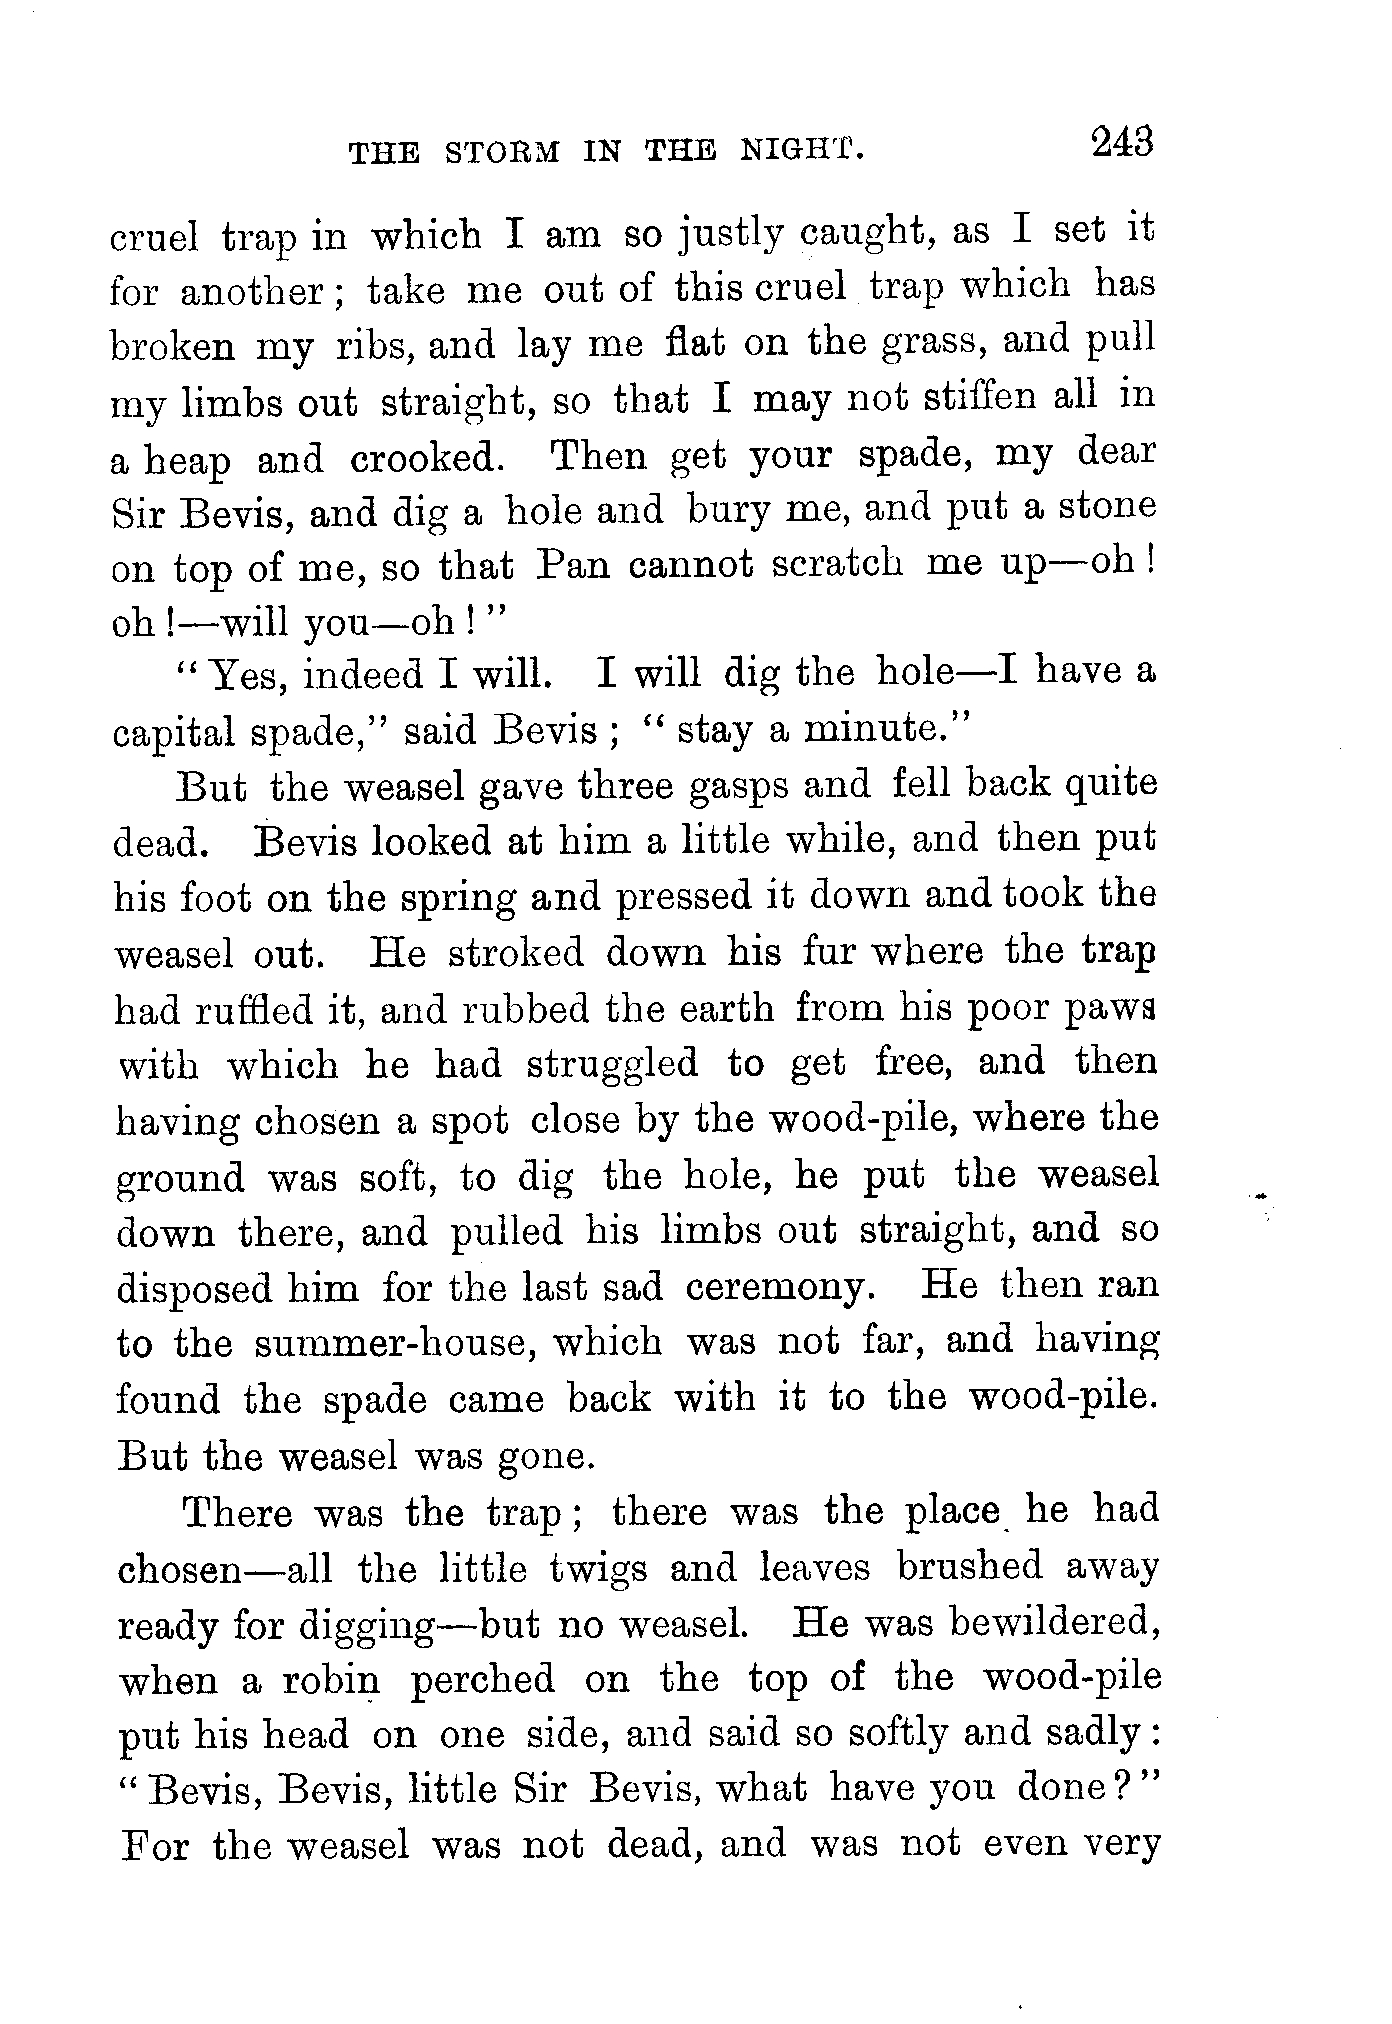 THE STORM IN THE NIGHT. 243
cruel trap in which I am so justly caught, as I set it
for another; take me out of this cruel trap which has
broken my ribs, and lay me flat on the grass, and pull
my limbs out straight, so that I may not stiffen all in
a heap and crooked. Then get your spade, my dear
Sir Bevis, and dig a hole and bury me, and put a stone
on top of me, so that Pan cannot scratch me up—oh!
oh!—will you—oh!"
"Yes, indeed I will. I will dig the hole—I have a
capital spade," said Bevis; "stay a minute."
But the weasel gave three gasps and fell back quite
dead. Bevis looked at him a little while, and then put
his foot on the spring and pressed it down and took the
weasel out. He stroked down his fur where the trap
had ruffled it, and rubbed the earth from his poor paws
with which he had struggled to get free, and then
having chosen a spot close by the wood-pile, where the
ground was soft, to dig the hole, he put the weasel
down there, and pulled his limbs out straight, and so
disposed him for the last sad ceremony. He then ran
to the summer-house, which was not far, and having
found the spade came back with it to the wood-pile.
But the weasel was gone.
There was the trap; there was the place he had
chosen—all the little twigs and leaves brushed away
ready for digging—but no weasel. He was bewildered,
when a robin perched on the top of the wood-pile
put his head on one side, and said so softly and sadly:
"Bevis, Bevis, little Sir Bevis, what have you done?"
For the weasel was not dead, and was not even very